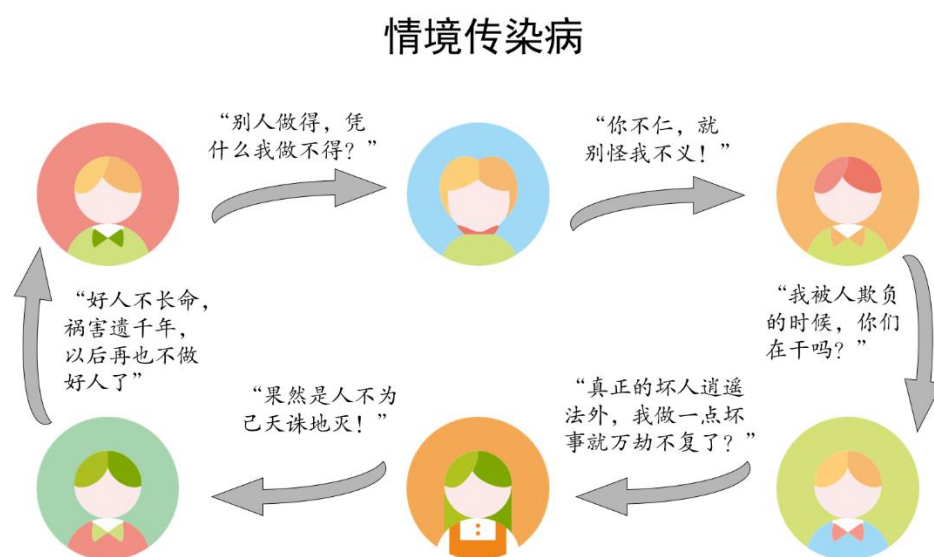 情境传染病
“别人做得，凭
什么我做不得？”
“你不仁，就
别怪我不义！”
“我被人欺负
的时候，你们
在干吗？”
“真正的坏人逍遥
法外，我做一点坏
事就万劫不复了？”
“果然是人不为
己天诛地灭！”
“好人不长命，
祸害遗千年，
以后再也不做
好人了”